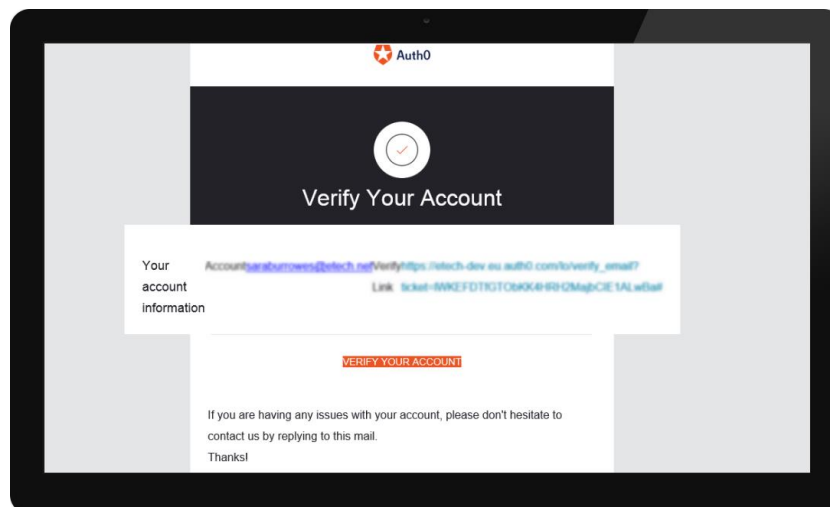 Auth0
Verify Your Account
Your Account saraburrowes@etech.net Verify https://etech-dev.eu.auth0.com/lo/verify_email?
account Link
information
VERIFY YOUR ACCOUNT
If you are having any issues with your account, please don't hesitate to
contact us by replying to this mail.
Thanks!